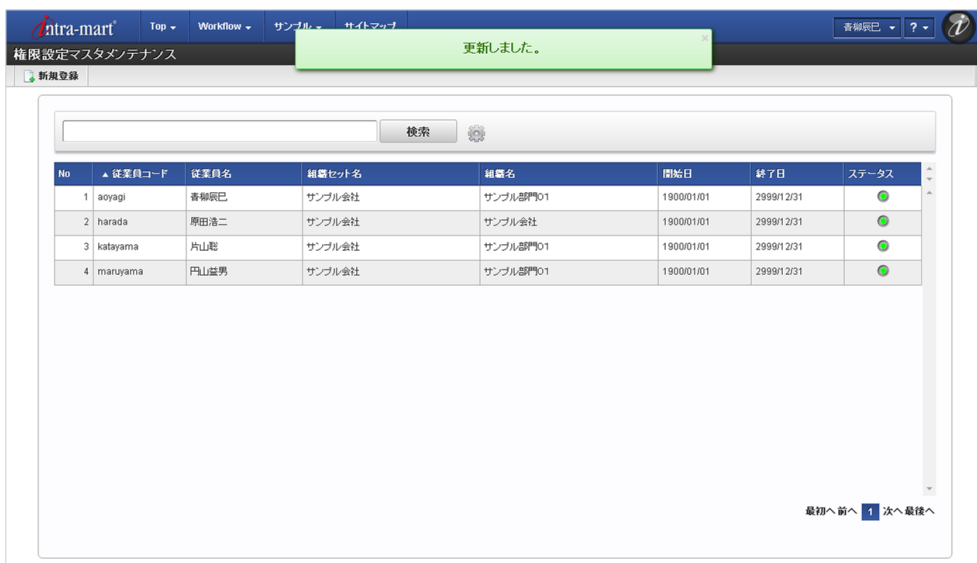 intra-mart Top Workflow サンプル サイトマップ 青柳辰巳 ?
更新しました。
権限設定マスタメンテナンス
新規登録
検索
No ▲従業員コード 従業員名 組織セット名 組織名 開始日 終了日 ステータス
1 aoyagi 青柳辰巳 サンプル会社 サンプル部門01 1900/01/01 2999/12/31
2 harada 原田浩二 サンプル会社 サンプル会社 1900/01/01 2999/12/31
3 katayama 片山聡 サンプル会社 サンプル部門01 1900/01/01 2999/12/31
4 maruyama 円山益男 サンプル会社 サンプル部門01 1900/01/01 2999/12/31
最初へ 前へ 1 次へ 最後へ